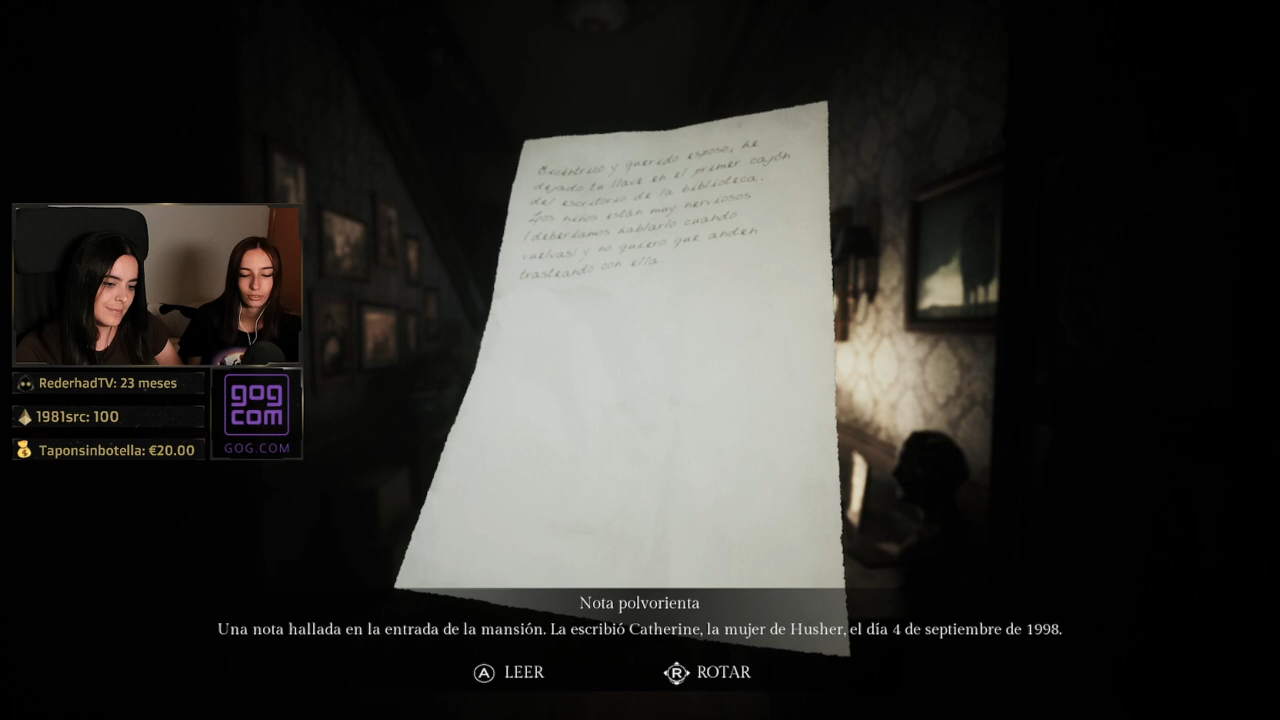 Excéntrico y querido esposo, he
dejado tu llave en el primer cajón
del escritorio de la biblioteca.
Los niños están muy nerviosos
(deberíamos hablarlo cuando
vuelvas) y no quiero que anden
trasteando con ella.
RederhadTV: 23 meses
1981src: 100
Taponsinbotella: €20.00
gog
com
GOG.COM
Nota polvorienta
Una nota hallada en la entrada de la mansión. La escribió Catherine, la mujer de Husher, el día 4 de septiembre de 1998.
A LEER
R ROTAR